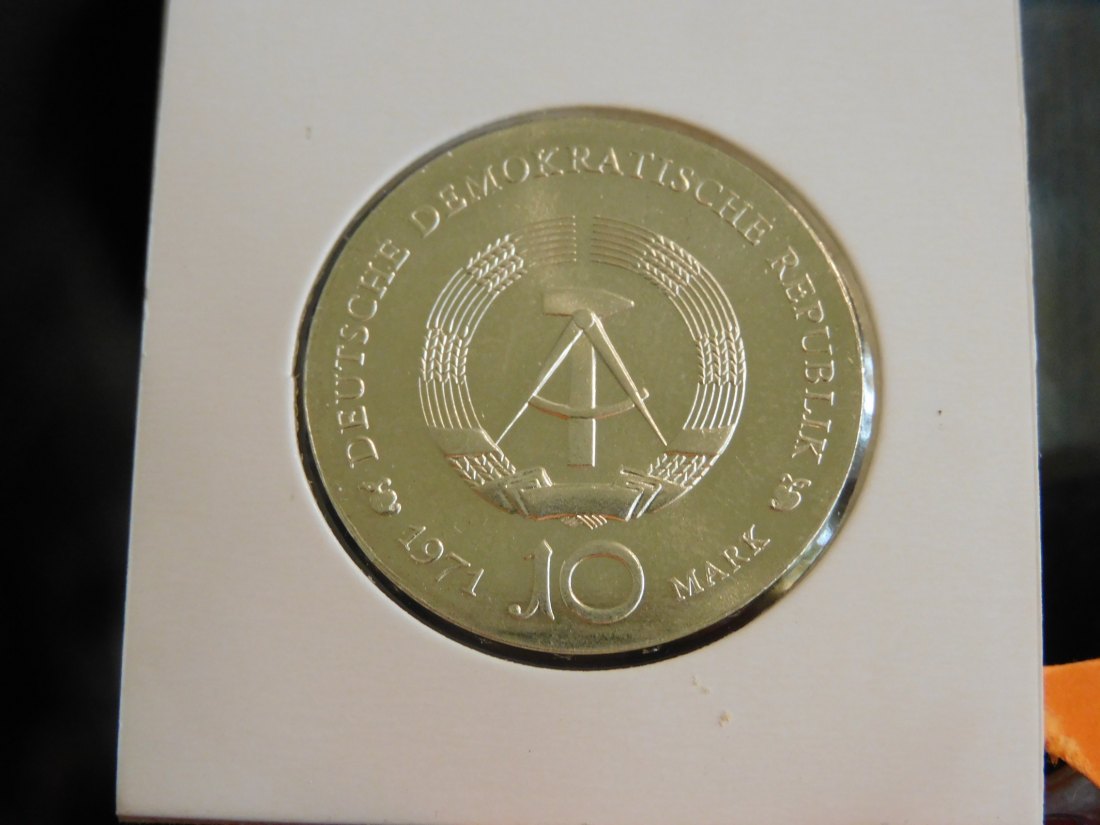 DEUTSCHE DEMOKRATISCHE REPUBLIK
1971 10 MARK